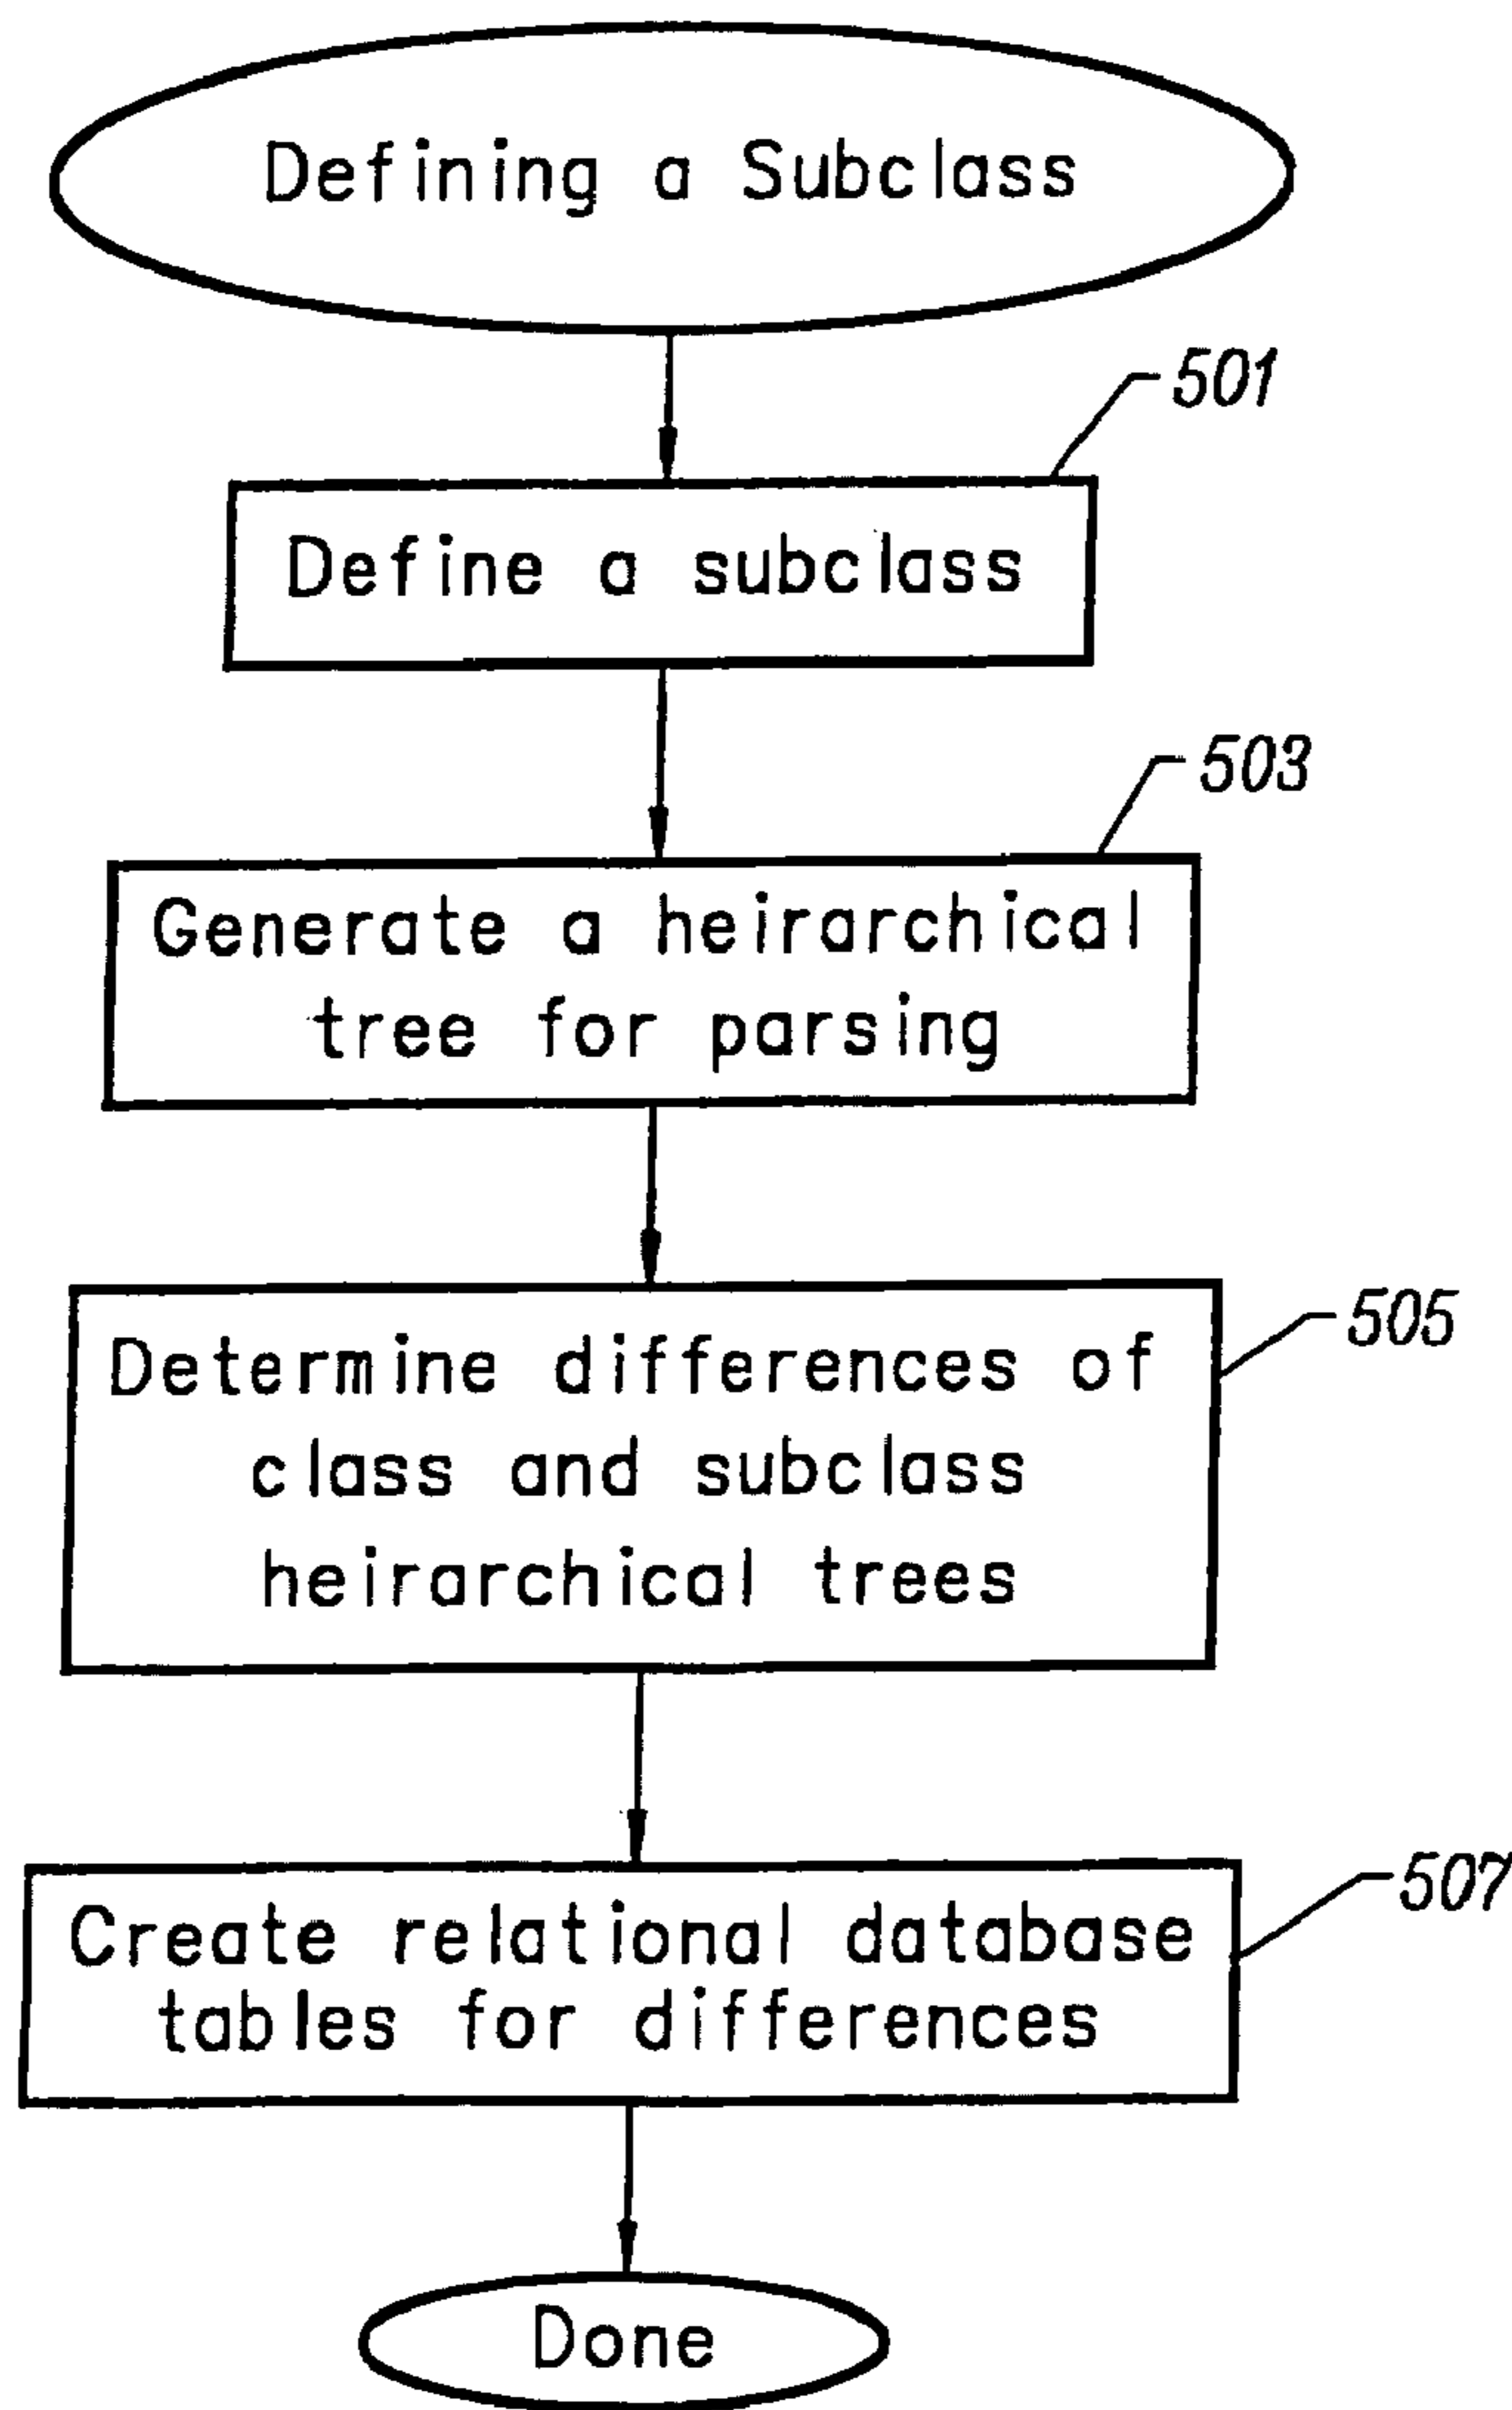 Defining a Subclass
501
Define a subclass
503
Generate a heirarchical
tree for parsing
505
Determine differences of
class and subclass
heirarchical trees
507
Create relational database
tables for differences
Done